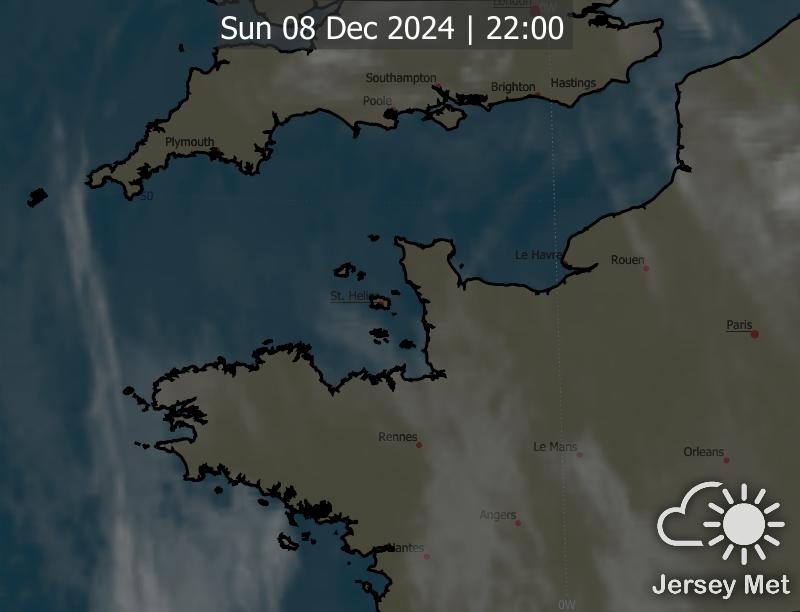 London
Sun 08 Dec 2024 | 22:00
0W
Southampton
Brighton
Hastings
Poole
Plymouth
50
Le Havre
Rouen
St. Helier
Paris
Rennes
Le Mans
Orleans
Angers
Nantes
0W
Jersey Met